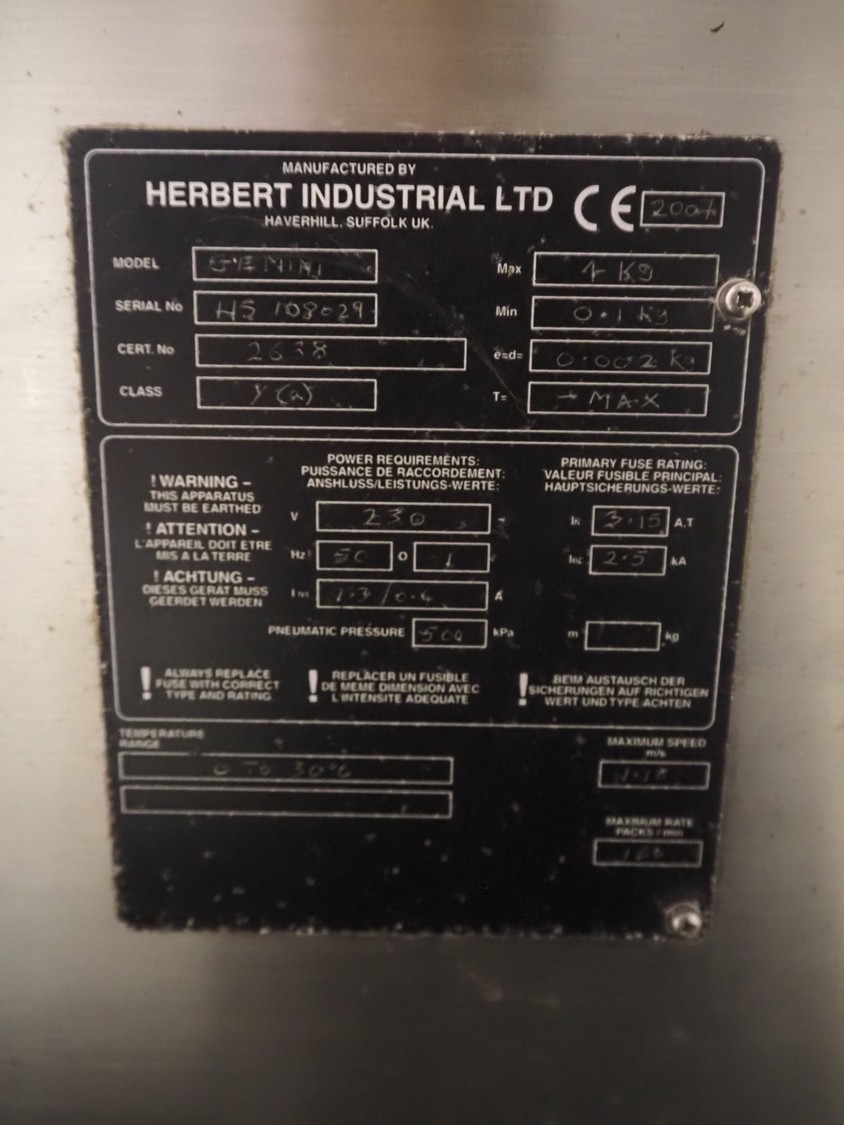 MANUFACTURED BY
HERBERT INDUSTRIAL LTD
HAVERHILL. SUFFOLK UK.
CE 2007
MODEL GEMINI
SERIAL No HS 108029
CERT. No 2638
CLASS Y(a)
Max
Min 0.1 kg
e=d= 0.002 kg
T= - MAX
! WARNING –
THIS APPARATUS
MUST BE EARTHED
! ATTENTION –
L'APPAREIL DOIT ETRE
MIS A LA TERRE
! ACHTUNG –
DIESES GERAT MUSS
GEERDET WERDEN
POWER REQUIREMENTS:
PUISSANCE DE RACCORDEMENT:
ANSHLUSS/LEISTUNGS-WERTE:
V 230 ~
Hz 50 O 1
1.3/0.4 A
PNEUMATIC PRESSURE 500 kPa
PRIMARY FUSE RATING:
VALEUR FUSIBLE PRINCIPAL:
HAUPTSICHERUNGS-WERTE:
3.15 A.T
2.5 kA
m kg
! ALWAYS REPLACE
FUSE WITH CORRECT
TYPE AND RATING
! REPLACER UN FUSIBLE
DE MEME DIMENSION AVEC
L'INTENSITE ADEQUATE
! BEIM AUSTAUSCH DER
SICHERUNGEN AUF RICHTIGEN
WERT UND TYPE ACHTEN
TEMPERATURE
RANGE
0 TO 30°C
MAXIMUM SPEED
m/s
MAXIMUM RATE
PACKS / min